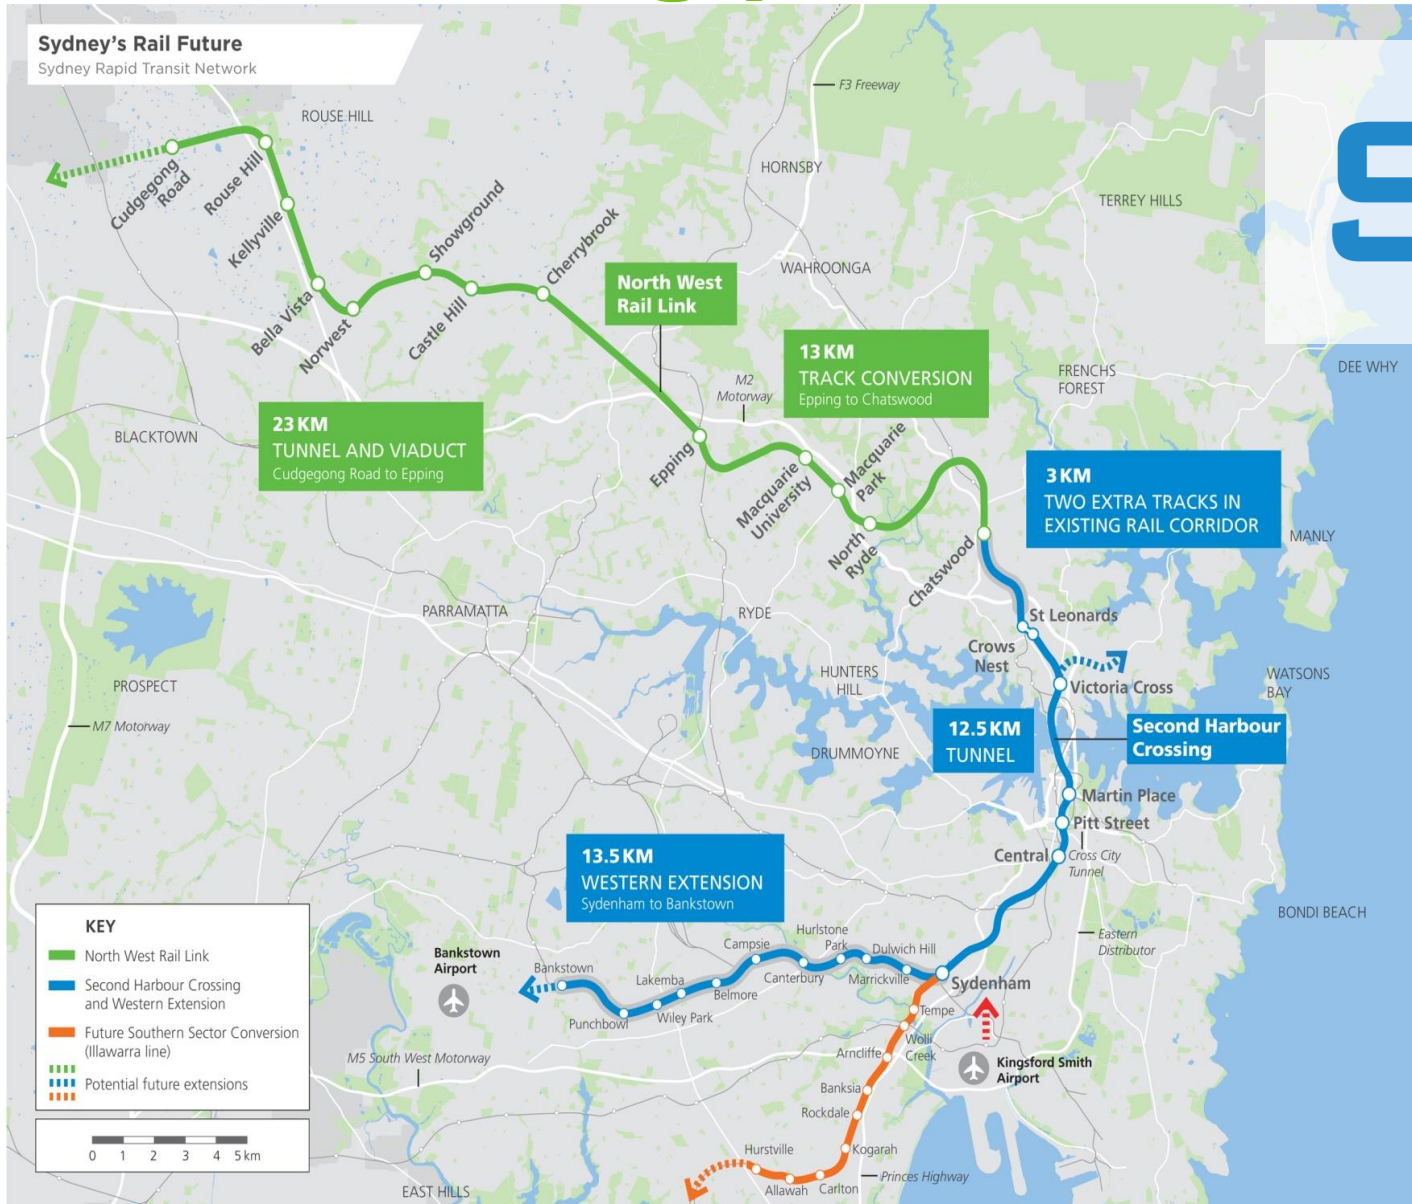 Sydney's Rail Future
Sydney Rapid Transit Network
F3 Freeway
ROUSE HILL
HORNSBY
TERREY HILLS
Cudgegong
Road
Rouse Hill
Kellyville
Bella Vista
Norwest
Showground
Castle Hill
Cherrybrook
WAHROONGA
North West
Rail Link
13 KM
TRACK CONVERSION
Epping to Chatswood
FRENCHS
FOREST
DEE WHY
M2
Motorway
23 KM
TUNNEL AND VIADUCT
Cudgegong Road to Epping
BLACKTOWN
Epping
Macquarie
University
Macquarie
Park
North
Ryde
Chatswood
3 KM
TWO EXTRA TRACKS IN
EXISTING RAIL CORRIDOR
MANLY
PARRAMATTA
RYDE
St Leonards
Crows
Nest
HUNTERS
HILL
Victoria Cross
WATSONS
BAY
PROSPECT
M7 Motorway
DRUMMOYNE
12.5 KM
TUNNEL
Second Harbour
Crossing
Martin Place
Pitt Street
Central
Cross City
Tunnel
13.5 KM
WESTERN EXTENSION
Sydenham to Bankstown
BONDI BEACH
Eastern
Distributor
KEY
North West Rail Link
Second Harbour Crossing
and Western Extension
Future Southern Sector Conversion
(Illawarra line)
Potential future extensions
0 1 2 3 4 5 km
Bankstown
Airport
Bankstown
Punchbowl
Wiley Park
Lakemba
Belmore
Campsie
Canterbury
Hurlstone
Park
Dulwich Hill
Marrickville
Sydenham
Tempe
Wolli
Creek
Arncliffe
Kingsford Smith
Airport
M5 South West Motorway
Banksia
Rockdale
Kogarah
Hurstville
Allawah
Carlton
Princes Highway
EAST HILLS